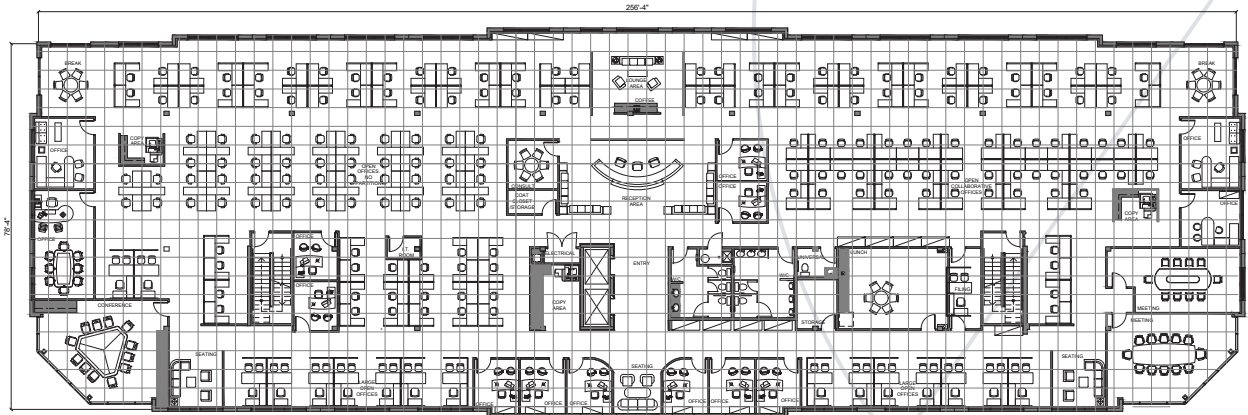 256'-4"
78'-4"
BREAK
LOUNGE
AREA
COFFEE
BREAK
COPY
AREA
OFFICE
OPEN
OFFICES,
NO
PARTITIONS
CONSULT
COAT
CLOSET/
STORAGE
RECEPTION
AREA
OFFICE
OFFICE
OPEN
COLLABORATIVE
OFFICES
OFFICE
OFFICE
COPY
AREA
OFFICE
OFFICE
OFFICE
I.T.
ROOM
ELECTRICAL
ENTRY
COPY
AREA
W.C.
W.C.
UNIVERSAL
STORAGE
LUNCH
FILING
MEETING
MEETING
CONFERENCE
SEATING
LARGE
OPEN
OFFICES
OFFICE
OFFICE
OFFICE
SEATING
OFFICE
OFFICE
OFFICE
LARGE
OPEN
OFFICES
SEATING